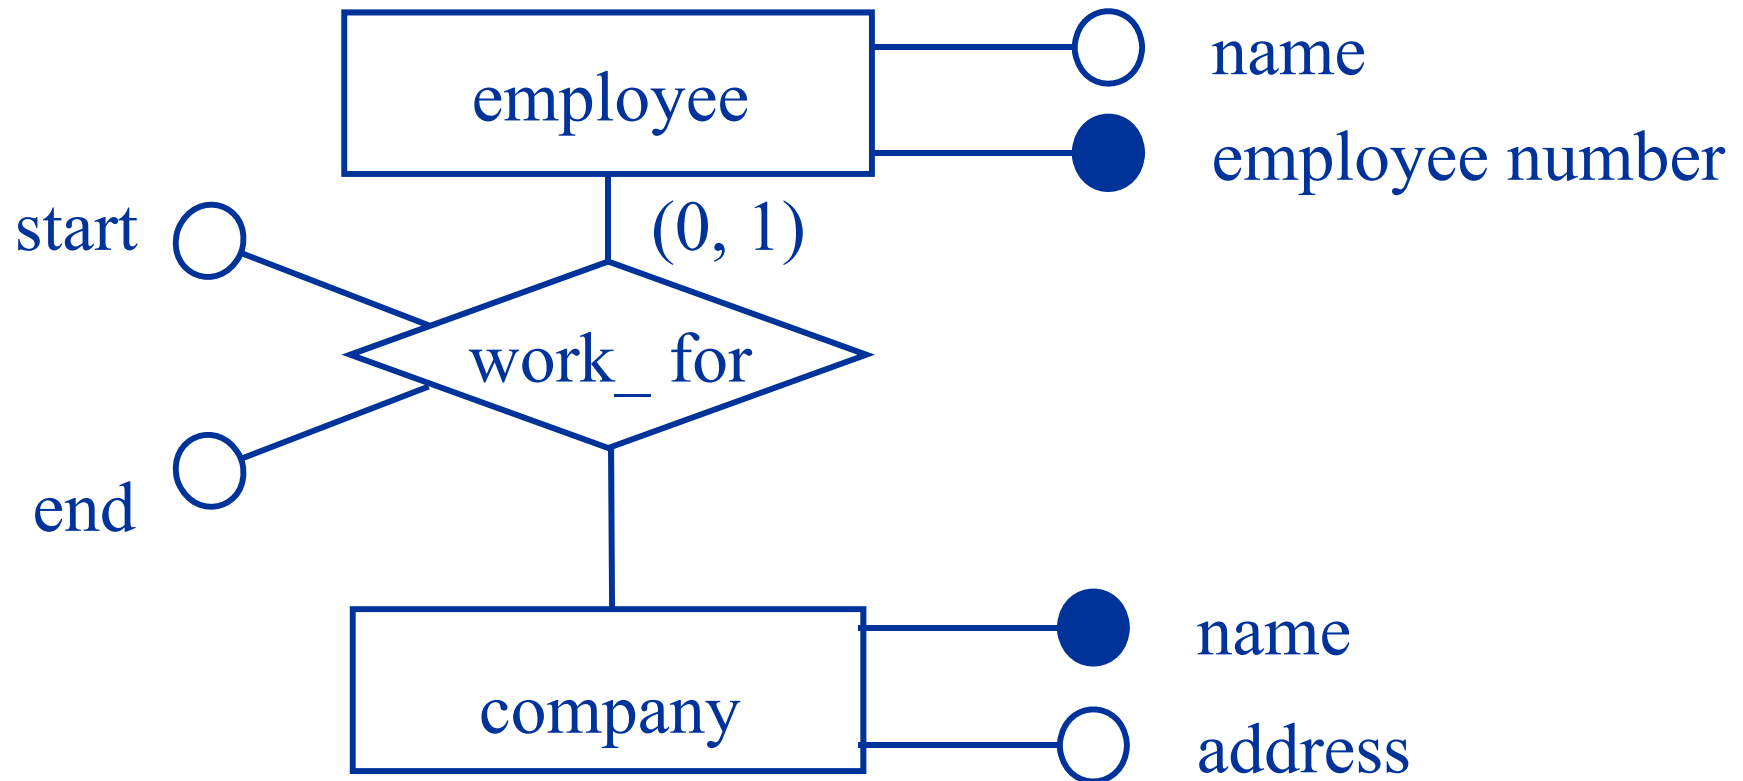 name
employee
employee number
start
(0, 1)
work_ for
end
name
company
address